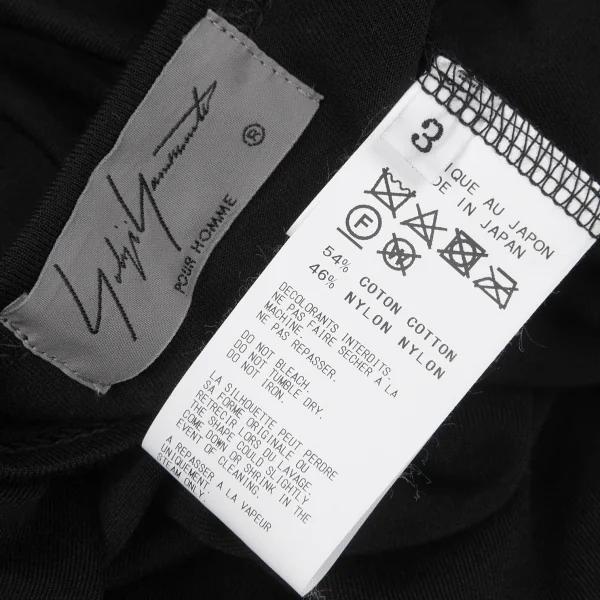 Yohji Yamamoto
®
POUR HOMME
3
IQUE AU JAPON
DE IN JAPAN
F
W
54% COTON COTTON
46% NYLON NYLON
DECOLORANTS INTERDITS.
NE PAS FAIRE SECHER A LA
MACHINE.
NE PAS REPASSER.
DO NOT BLEACH.
DO NOT TUMBLE DRY.
DO NOT IRON.
LA SILHOUETTE PEUT PERDRE
SA FORME ORIGINALE OU
RETRECIR LORS DU LAVAGE.
THE SHAPE COULD LOSE
COME DOWN OR SHRINK IN THE
EVENT OF CLEANING.
A REPASSER A LA VAPEUR
UNIQUEMENT.
STEAM ONLY.